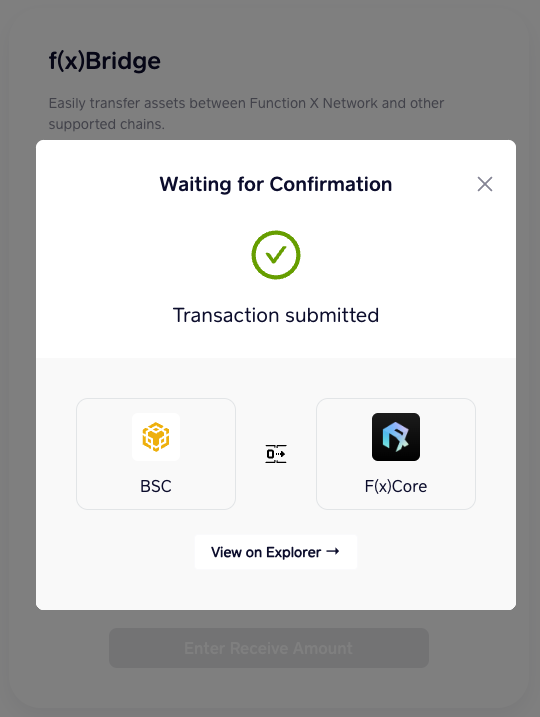 f(x)Bridge
Easily transfer assets between Function X Network and other
supported chains.
Waiting for Confirmation
Transaction submitted
BSC
F(x)Core
View on Explorer →
Enter Receive Amount